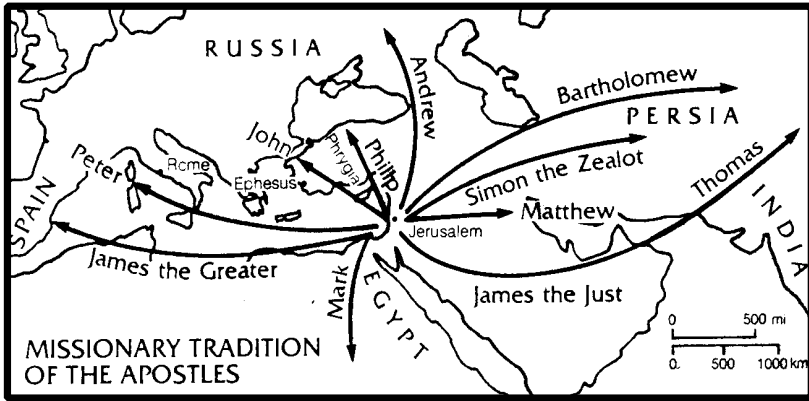 RUSSIA
Andrew
Bartholomew
PERSIA
John
Phrygia
Philip
Peter
Rome
Ephesus
Simon the Zealot
Thomas
SPAIN
Jerusalem
Matthew
INDIA
James the Greater
Mark
EGYPT
James the Just
0 500 mi
0. 500 1000 km
MISSIONARY TRADITION
OF THE APOSTLES